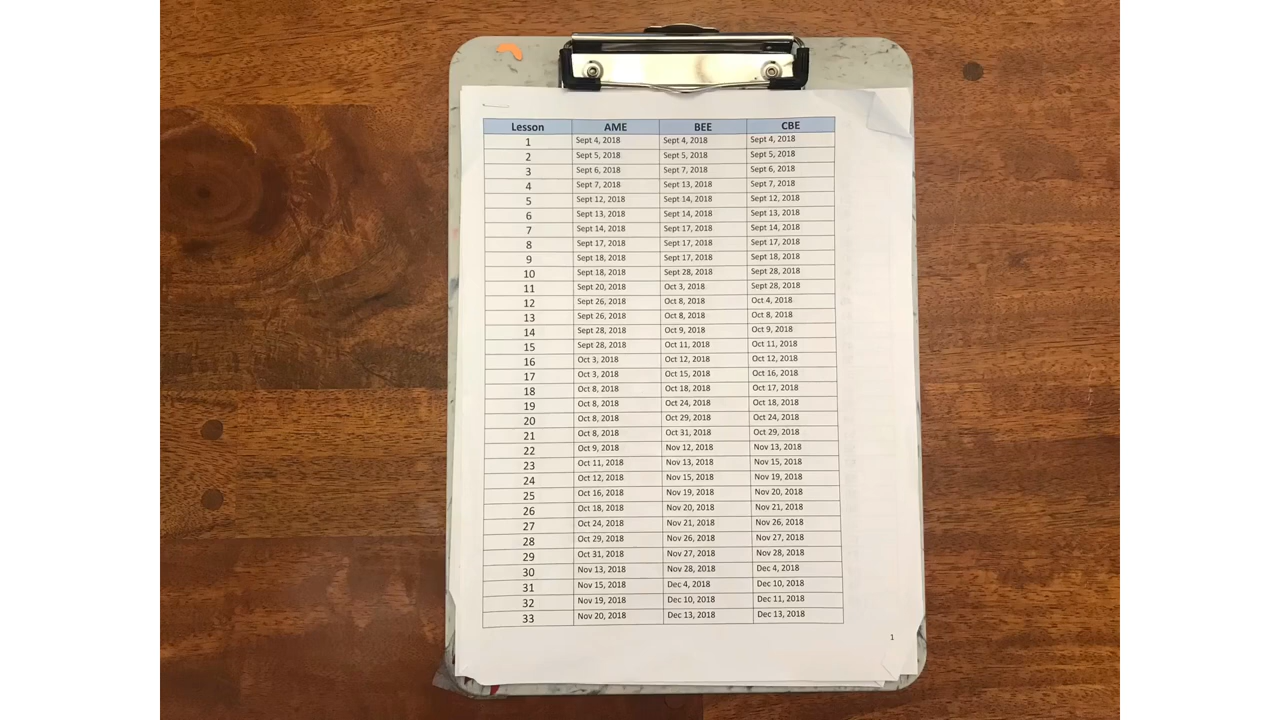 Lesson AME BEE CBE
1 Sept 4, 2018 Sept 4, 2018 Sept 4, 2018
2 Sept 5, 2018 Sept 5, 2018 Sept 5, 2018
3 Sept 6, 2018 Sept 7, 2018 Sept 6, 2018
4 Sept 7, 2018 Sept 13, 2018 Sept 7, 2018
5 Sept 12, 2018 Sept 14, 2018 Sept 12, 2018
6 Sept 13, 2018 Sept 14, 2018 Sept 13, 2018
7 Sept 14, 2018 Sept 17, 2018 Sept 14, 2018
8 Sept 17, 2018 Sept 17, 2018 Sept 17, 2018
9 Sept 18, 2018 Sept 17, 2018 Sept 18, 2018
10 Sept 18, 2018 Sept 28, 2018 Sept 28, 2018
11 Sept 20, 2018 Oct 3, 2018 Sept 28, 2018
12 Sept 26, 2018 Oct 8, 2018 Oct 4, 2018
13 Sept 26, 2018 Oct 8, 2018 Oct 8, 2018
14 Sept 28, 2018 Oct 9, 2018 Oct 9, 2018
15 Sept 28, 2018 Oct 11, 2018 Oct 11, 2018
16 Oct 3, 2018 Oct 12, 2018 Oct 12, 2018
17 Oct 3, 2018 Oct 15, 2018 Oct 16, 2018
18 Oct 8, 2018 Oct 18, 2018 Oct 17, 2018
19 Oct 8, 2018 Oct 24, 2018 Oct 18, 2018
20 Oct 8, 2018 Oct 29, 2018 Oct 24, 2018
21 Oct 8, 2018 Oct 31, 2018 Oct 29, 2018
22 Oct 9, 2018 Nov 12, 2018 Nov 13, 2018
23 Oct 11, 2018 Nov 13, 2018 Nov 15, 2018
24 Oct 12, 2018 Nov 15, 2018 Nov 19, 2018
25 Oct 16, 2018 Nov 19, 2018 Nov 20, 2018
26 Oct 18, 2018 Nov 20, 2018 Nov 21, 2018
27 Oct 24, 2018 Nov 21, 2018 Nov 26, 2018
28 Oct 29, 2018 Nov 26, 2018 Nov 27, 2018
29 Oct 31, 2018 Nov 27, 2018 Nov 28, 2018
30 Nov 13, 2018 Nov 28, 2018 Dec 4, 2018
31 Nov 15, 2018 Dec 4, 2018 Dec 10, 2018
32 Nov 19, 2018 Dec 10, 2018 Dec 11, 2018
33 Nov 20, 2018 Dec 13, 2018 Dec 13, 2018
1